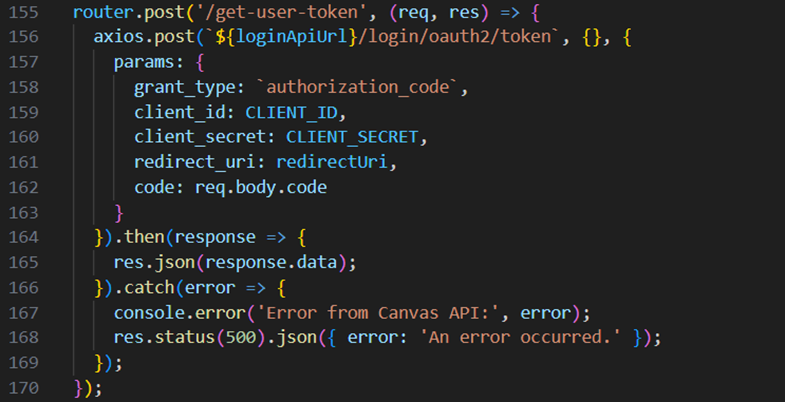 155 router.post('/get-user-token', (req, res) => {
156   axios.post(`${loginApiUrl}/login/oauth2/token`, {}, {
157     params: {
158       grant_type: `authorization_code`,
159       client_id: CLIENT_ID,
160       client_secret: CLIENT_SECRET,
161       redirect_uri: redirectUri,
162       code: req.body.code
163     }
164   }).then(response => {
165     res.json(response.data);
166   }).catch(error => {
167     console.error('Error from Canvas API:', error);
168     res.status(500).json({ error: 'An error occurred.' });
169   });
170 });